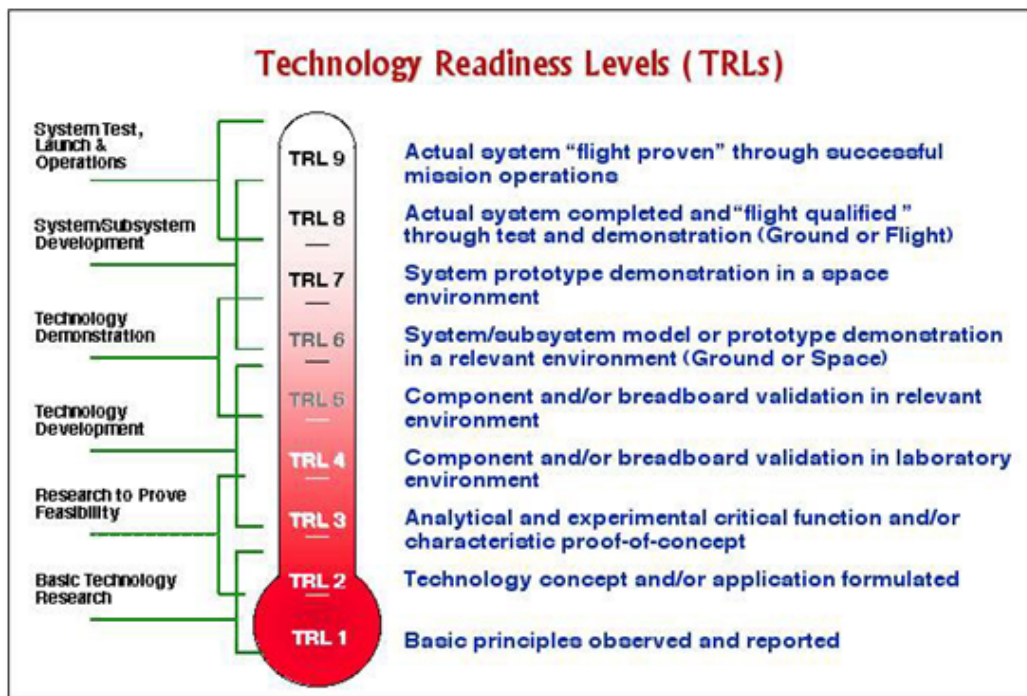 Technology Readiness Levels (TRLs)
System Test,
Launch &
Operations
System/Subsystem
Development
Technology
Demonstration
Technology
Development
Research to Prove
Feasibility
Basic Technology
Research
TRL 9
TRL 8
TRL 7
TRL 6
TRL 5
TRL 4
TRL 3
TRL 2
TRL 1
Actual system “flight proven” through successful
mission operations
Actual system completed and “flight qualified”
through test and demonstration (Ground or Flight)
System prototype demonstration in a space
environment
System/subsystem model or prototype demonstration
in a relevant environment (Ground or Space)
Component and/or breadboard validation in relevant
environment
Component and/or breadboard validation in laboratory
environment
Analytical and experimental critical function and/or
characteristic proof-of-concept
Technology concept and/or application formulated
Basic principles observed and reported